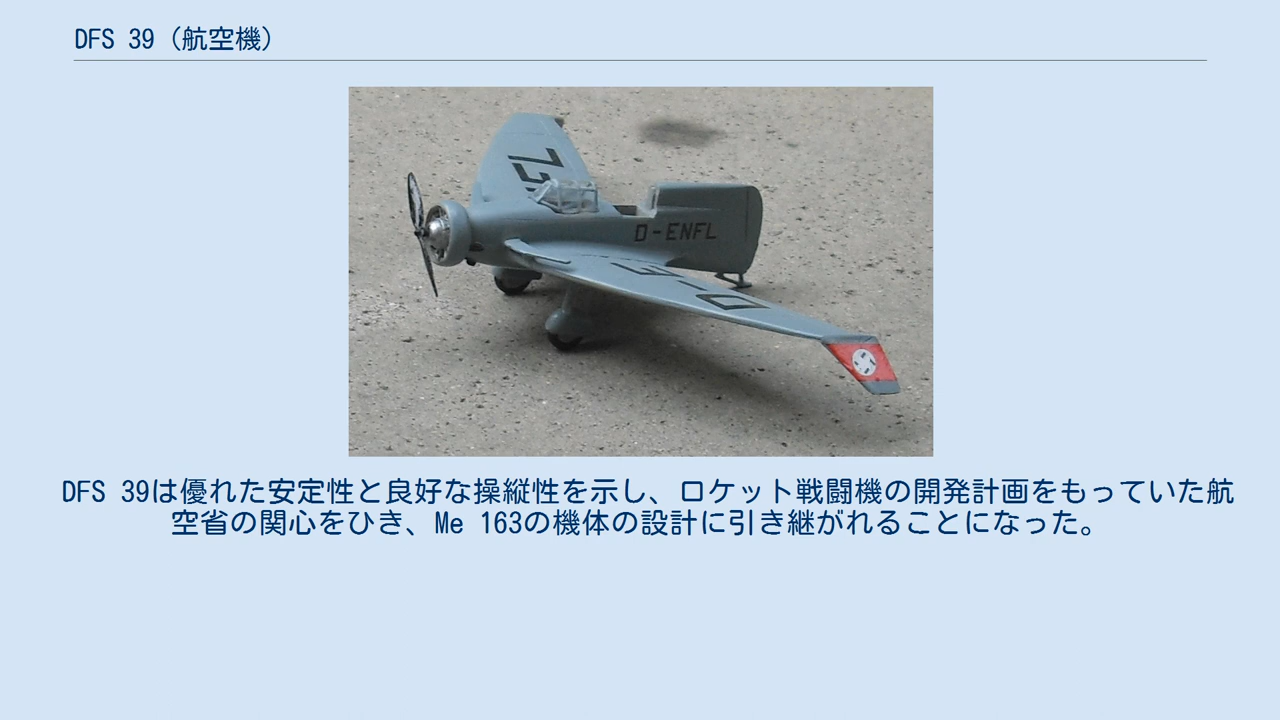 DFS 39（航空機）
73
D-ENFL
D-E
DFS 39は優れた安定性と良好な操縦性を示し、ロケット戦闘機の開発計画をもっていた航
空省の関心をひき、Me 163の機体の設計に引き継がれることになった。